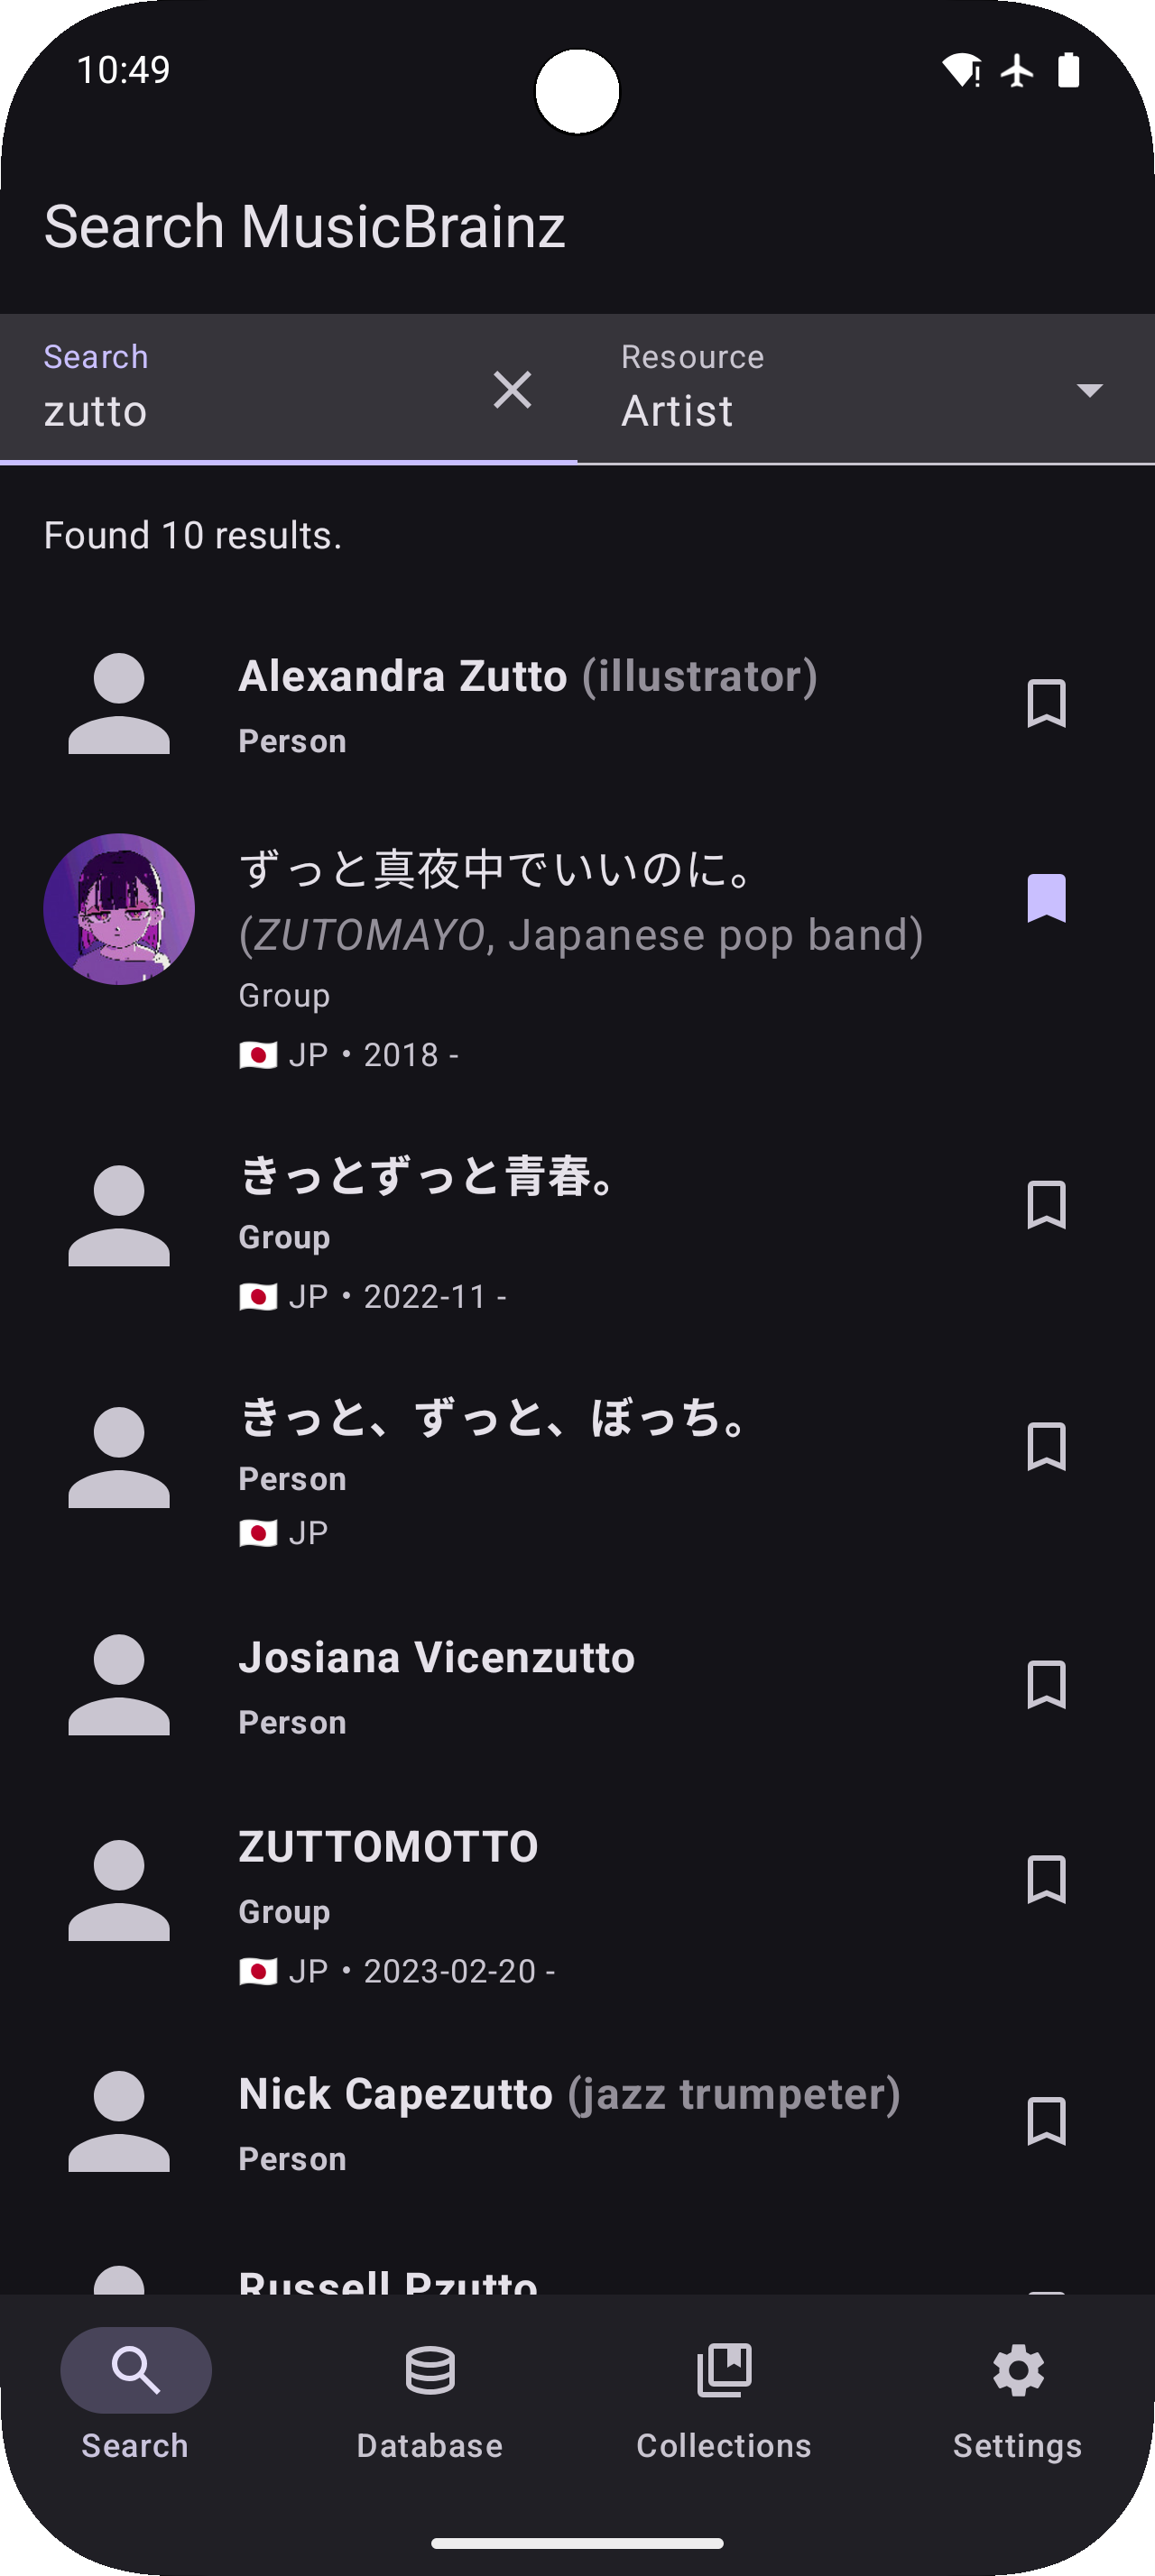 10:49
Search MusicBrainz
Search
zutto
Resource
Artist
Found 10 results.
Alexandra Zutto (illustrator)
Person
ずっと真夜中でいいのに。
(ZUTOMAYO, Japanese pop band)
Group
🇯🇵 JP • 2018 -
きっとずっと青春。
Group
🇯🇵 JP • 2022-11 -
きっと、ずっと、ぼっち。
Person
🇯🇵 JP
Josiana Vicenzutto
Person
ZUTTOMOTTO
Group
🇯🇵 JP • 2023-02-20 -
Nick Capezutto (jazz trumpeter)
Person
Russell Pzutto
Search
Database
Collections
Settings